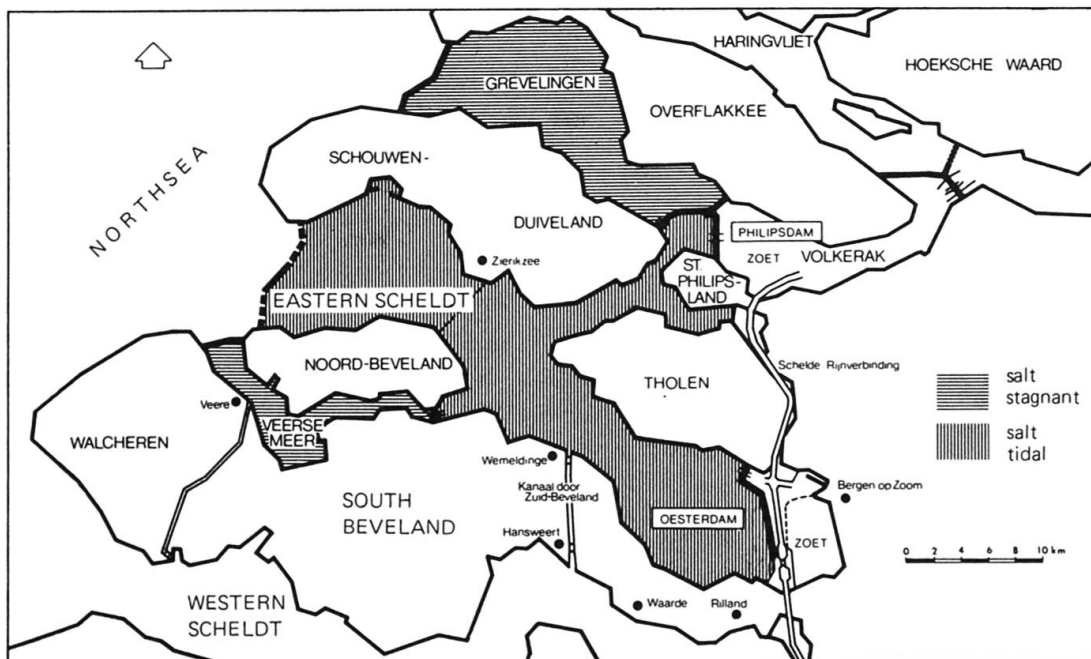 HARINGVLIET
HOEKSCHE WAARD
GREVELINGEN
OVERFLAKKEE
NORTHSEA
SCHOUWEN-
DUIVELAND
PHILIPSDAM
ZOET
VOLKERAK
Zierikzee
ST.
PHILIPS-
LAND
EASTERN SCHELDT
NOORD-BEVELAND
THOLEN
Schelde Rijnverbinding
salt
stagnant
Veere
VEERSE
MEER
WALCHEREN
salt
tidal
Wemeldinge
Kanaal door
Zuid-Beveland
Bergen op Zoom
SOUTH
BEVELAND
OESTERDAM
Hansweert
ZOET
0 2 4 6 8 10 km
WESTERN
SCHELDT
Waarde
Rilland